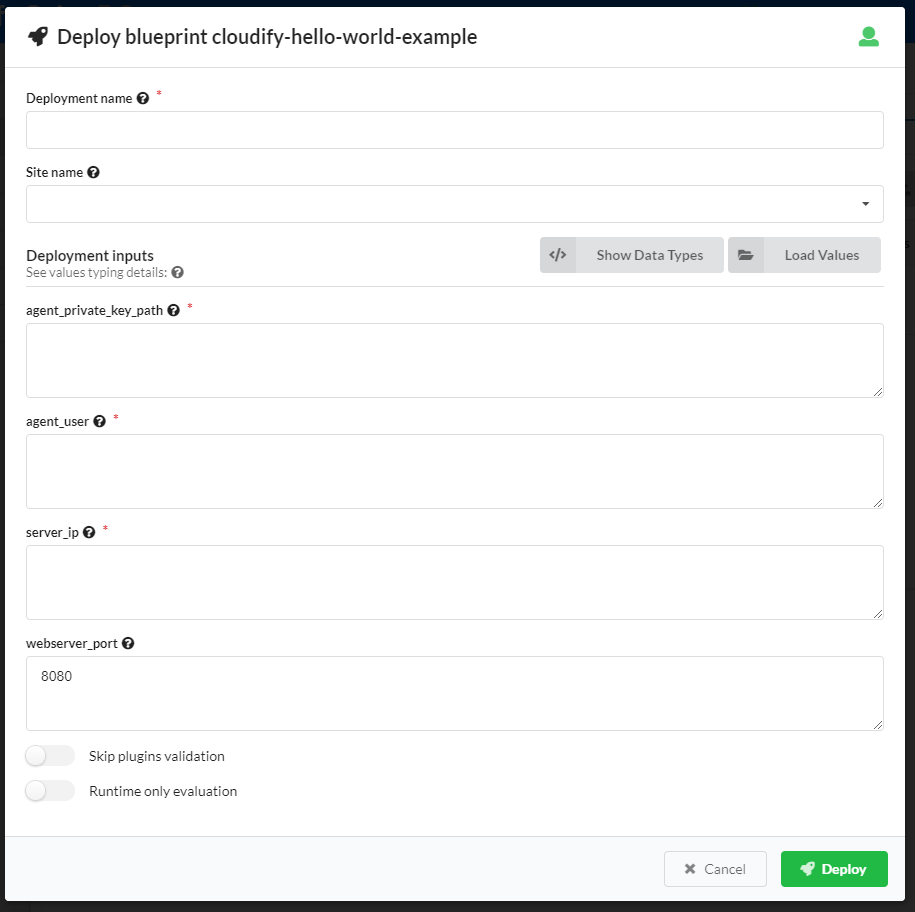 Deploy blueprint cloudify-hello-world-example
Deployment name *
Site name
Deployment inputs
See values typing details:
Show Data Types
Load Values
agent_private_key_path *
agent_user *
server_ip *
webserver_port
8080
Skip plugins validation
Runtime only evaluation
Cancel
Deploy